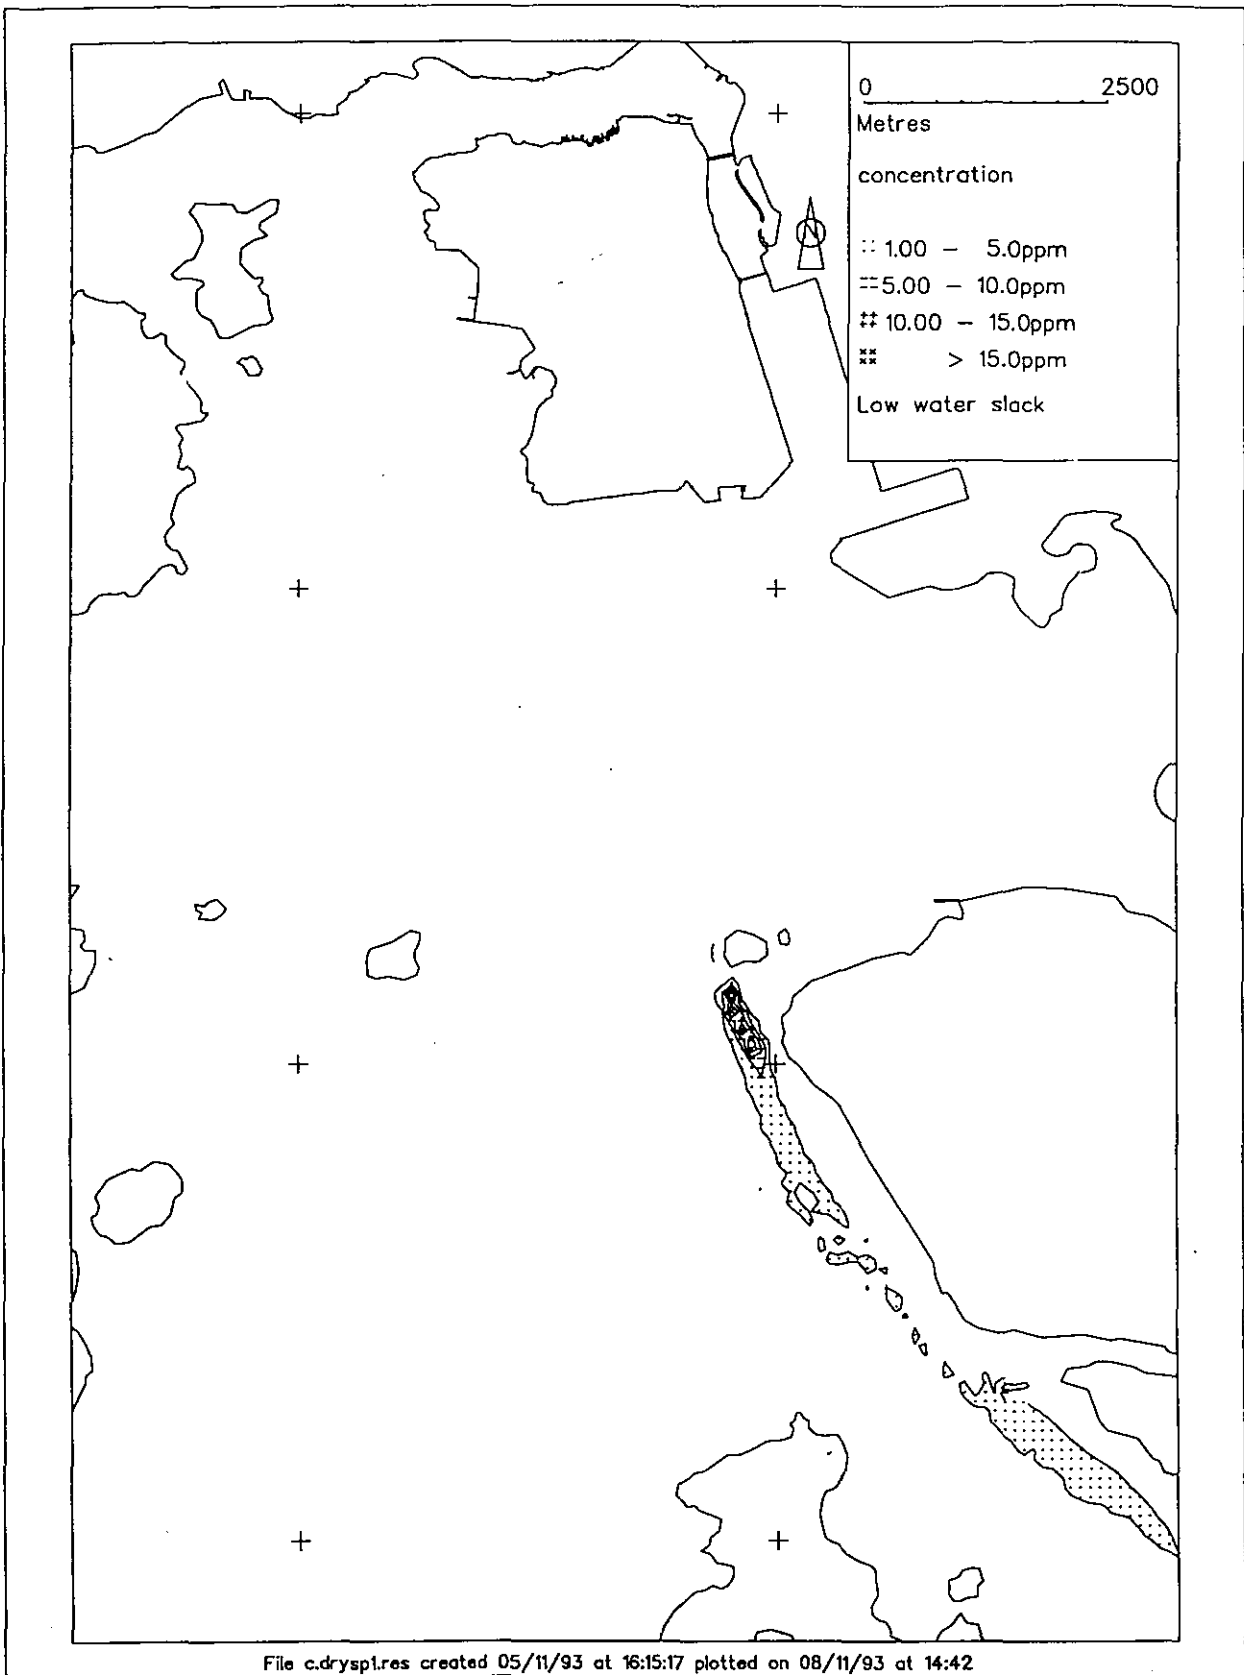 0 2500
Metres
concentration
N
1.00 - 5.0ppm
5.00 - 10.0ppm
10.00 - 15.0ppm
> 15.0ppm
Low water slack
File c.drysp1.res created 05/11/93 at 16:15:17 plotted on 08/11/93 at 14:42